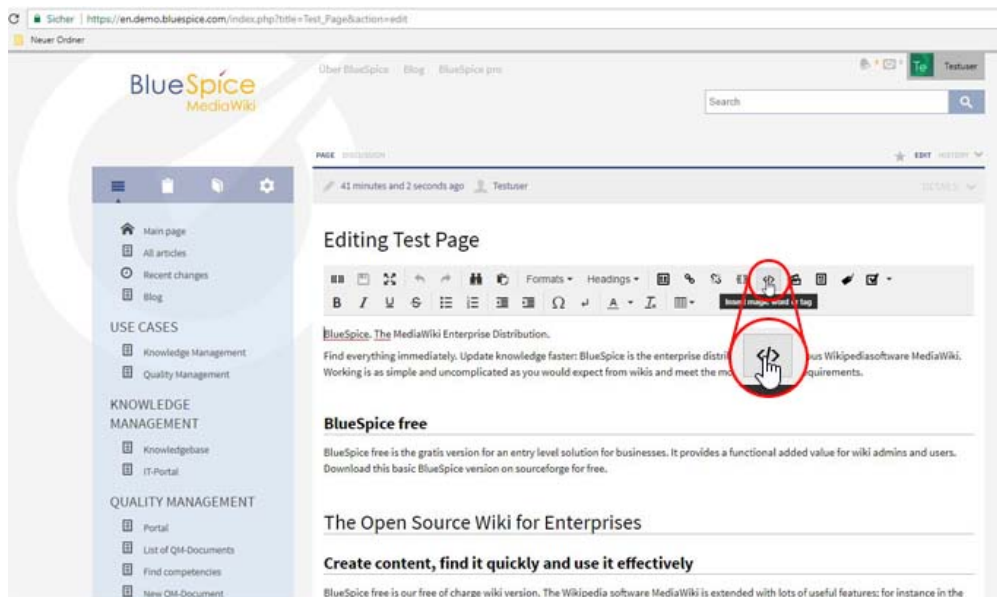 Sicher | https://en.demo.bluespice.com/index.php?title=Test_Page&action=edit
Neuer Ordner
BlueSpice
MediaWiki
Über BlueSpice Blog BlueSpice pro
Te Testuser
Search
PAGE DISCUSSION
EDIT HISTORY
41 minutes and 2 seconds ago Testuser
DETAILS
Main page
All articles
Recent changes
Blog
USE CASES
Knowledge Management
Quality Management
KNOWLEDGE
MANAGEMENT
Knowledgebase
IT-Portal
QUALITY MANAGEMENT
Portal
List of QM-Documents
Find competencies
New QM-Document
Editing Test Page
Formats Headings
B I U S Ω A T
Insert magic word or tag
BlueSpice. The MediaWiki Enterprise Distribution.
Find everything immediately. Update knowledge faster: BlueSpice is the enterprise distri us Wikipediasoftware MediaWiki.
Working is as simple and uncomplicated as you would expect from wikis and meet the mo quirements.
BlueSpice free
BlueSpice free is the gratis version for an entry level solution for businesses. It provides a functional added value for wiki admins and users.
Download this basic BlueSpice version on sourceforge for free.
The Open Source Wiki for Enterprises
Create content, find it quickly and use it effectively
BlueSpice free is our free of charge wiki version. The Wikipedia software MediaWiki is extended with lots of useful features: for instance in the